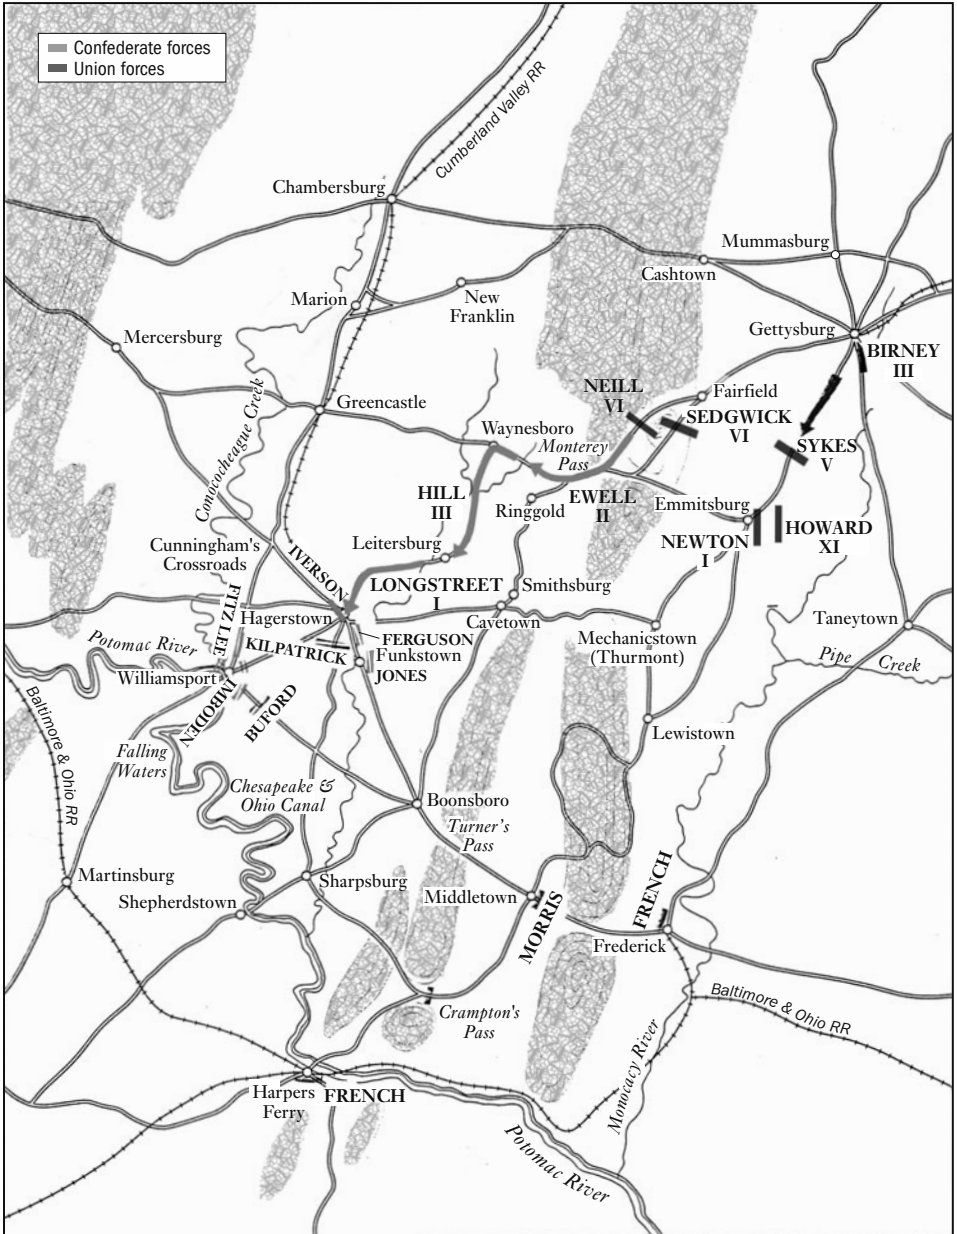 Confederate forces
Union forces
Cumberland Valley RR
Chambersburg
Mummasburg
Cashtown
Marion
New
Franklin
Gettysburg
Mercersburg
BIRNEY
III
NEILL
VI
Fairfield
Greencastle
SEDGWICK
VI
Conococheague Creek
Waynesboro
Monterey
Pass
SYKES
V
HILL
III
EWELL
II
Ringgold
Emmitsburg
HOWARD
XI
NEWTON
I
Cunningham's
Crossroads
IVERSON
Leitersburg
LONGSTREET
I
Smithsburg
FITZ LEE
Hagerstown
Cavetown
Taneytown
Mechanicstown
(Thurmont)
FERGUSON
Funkstown
KILPATRICK
JONES
Potomac River
Pipe Creek
Williamsport
IMBODEN
BUFORD
Baltimore & Ohio RR
Lewistown
Falling
Waters
Chesapeake &
Ohio Canal
Boonsboro
Turner's
Pass
Martinsburg
Sharpsburg
Shepherdstown
Middletown
MORRIS
FRENCH
Frederick
Baltimore & Ohio RR
Crampton's
Pass
Monocacy River
Harpers
Ferry
FRENCH
Potomac River